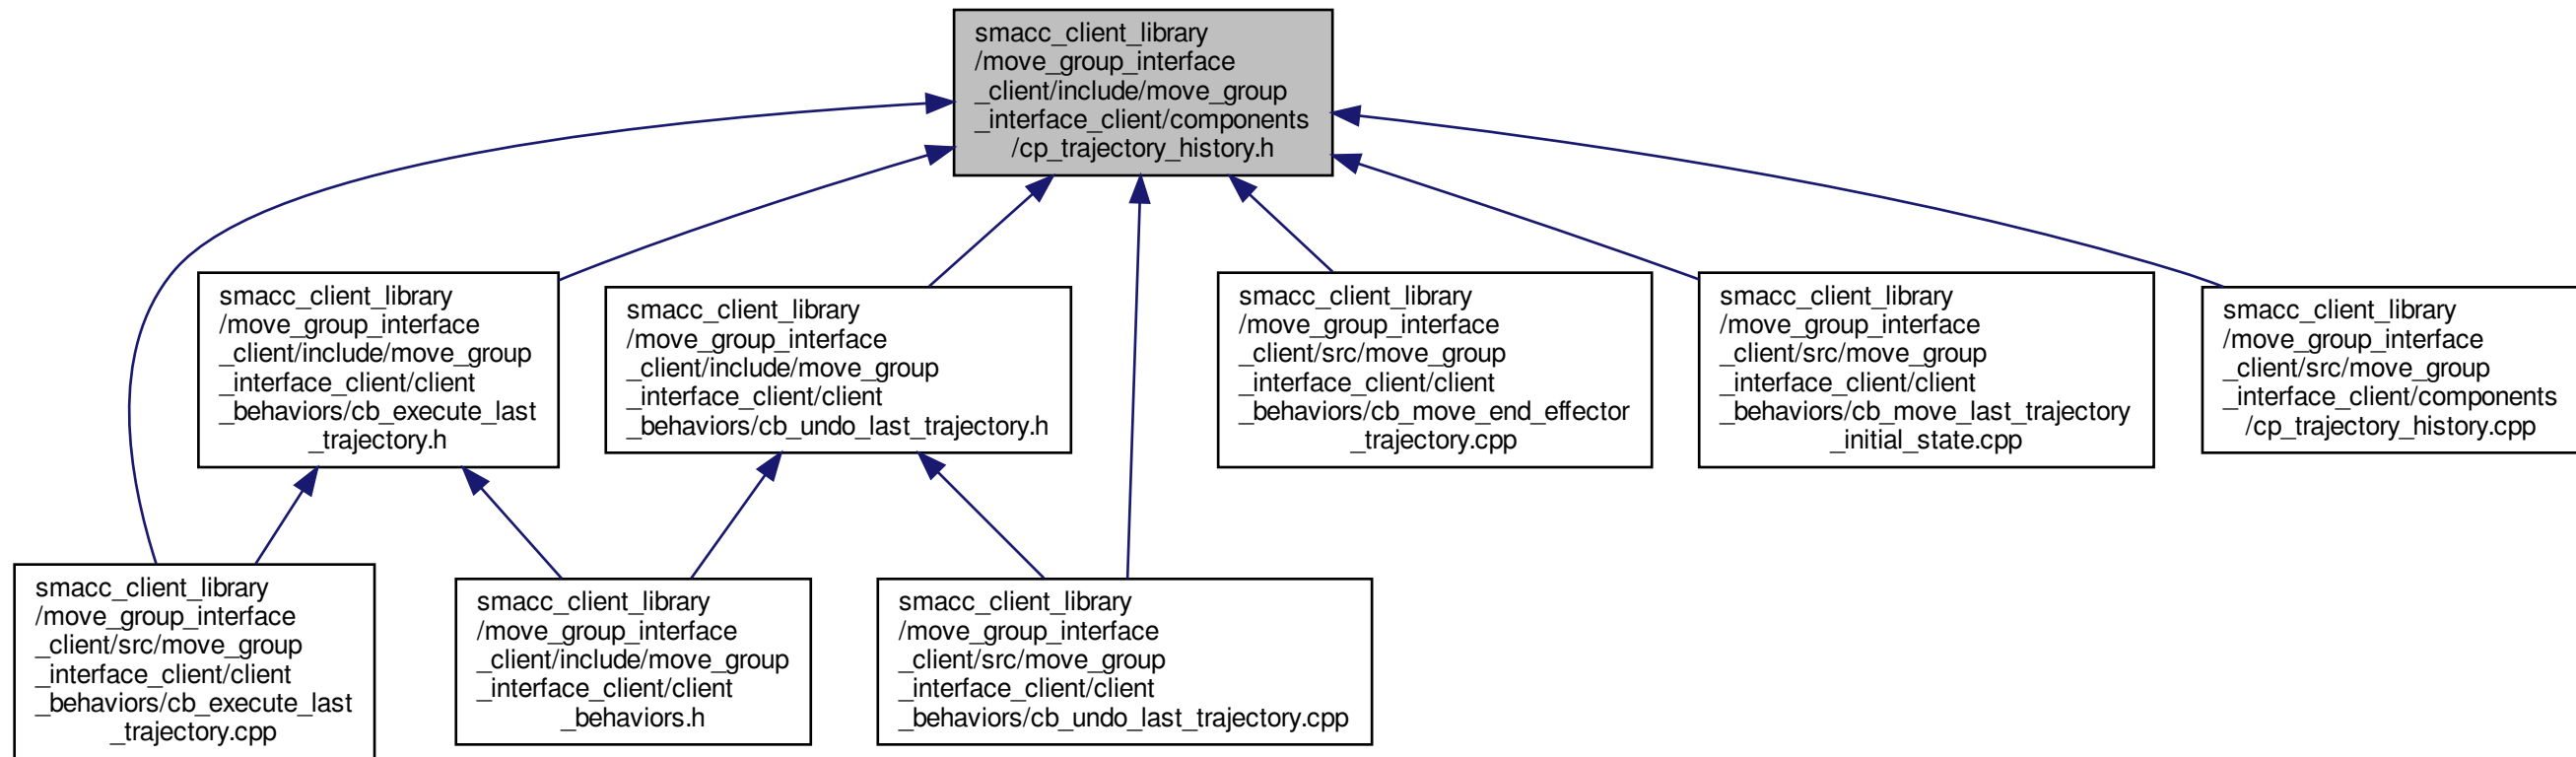 smacc_client_library
/move_group_interface
_client/include/move_group
_interface_client/components
/cp_trajectory_history.h
smacc_client_library
/move_group_interface
_client/include/move_group
_interface_client/client
_behaviors/cb_execute_last
_trajectory.h
smacc_client_library
/move_group_interface
_client/include/move_group
_interface_client/client
_behaviors/cb_undo_last_trajectory.h
smacc_client_library
/move_group_interface
_client/src/move_group
_interface_client/client
_behaviors/cb_move_end_effector
_trajectory.cpp
smacc_client_library
/move_group_interface
_client/src/move_group
_interface_client/client
_behaviors/cb_move_last_trajectory
_initial_state.cpp
smacc_client_library
/move_group_interface
_client/src/move_group
_interface_client/components
/cp_trajectory_history.cpp
smacc_client_library
/move_group_interface
_client/src/move_group
_interface_client/client
_behaviors/cb_execute_last
_trajectory.cpp
smacc_client_library
/move_group_interface
_client/include/move_group
_interface_client/client
_behaviors.h
smacc_client_library
/move_group_interface
_client/src/move_group
_interface_client/client
_behaviors/cb_undo_last_trajectory.cpp